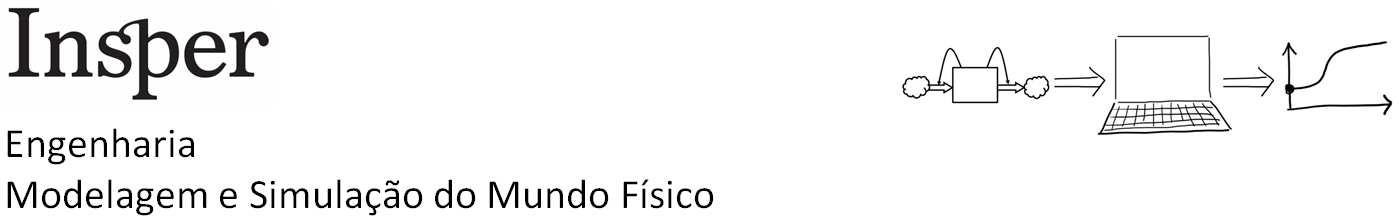 Insper
Engenharia
Modelagem e Simulação do Mundo Físico